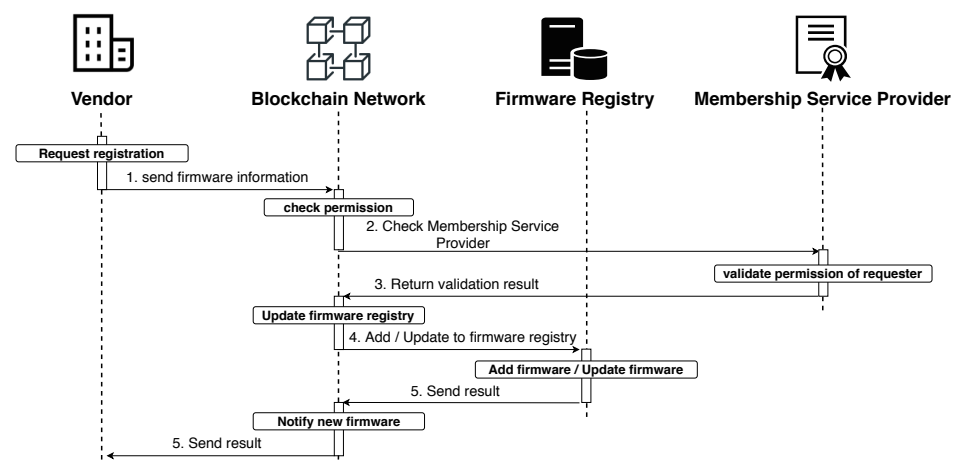 Vendor
Blockchain Network
Firmware Registry
Membership Service Provider
Request registration
1. send firmware information
check permission
2. Check Membership Service
Provider
validate permission of requester
3. Return validation result
Update firmware registry
4. Add / Update to firmware registry
Add firmware / Update firmware
5. Send result
Notify new firmware
5. Send result